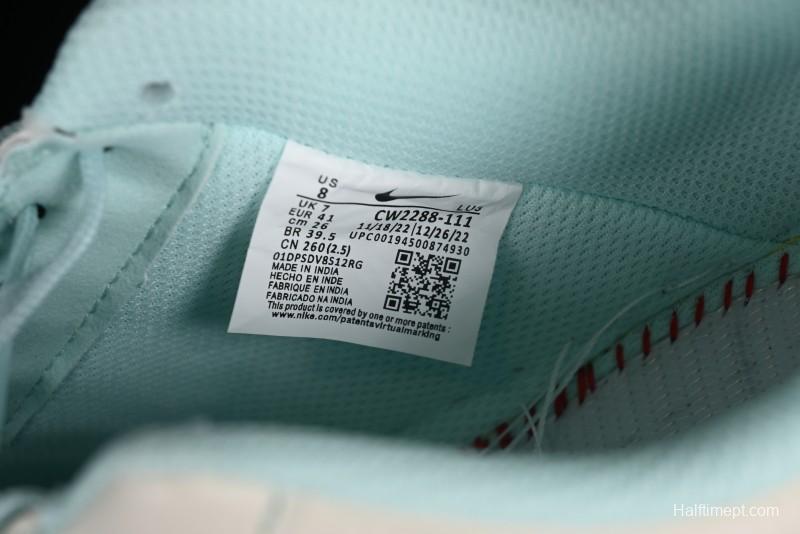 US
8
UK 7
EUR 41
cm 26
BR 39.5
CN 260(2.5)
LUS
CW2288-111
11/18/22 12/26/22
UPC00194500874930
01DPSDV8S12RG
MADE IN INDIA
HECHO EN INDE
FABRIQUE EN INDIA
FABRICADO NA INDIA
This product is covered by one or more patents :
www.nike.com/patentsvirtualmarking
Halftimept.com/